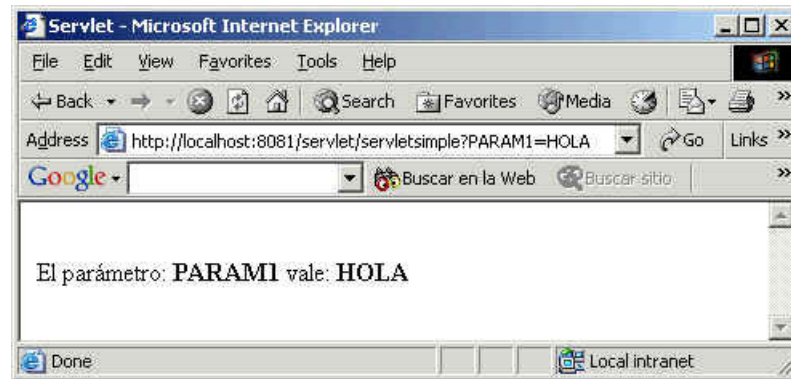 Servlet - Microsoft Internet Explorer
File Edit View Favorites Tools Help
Back Search Favorites Media »
Address http://localhost:8081/servlet/servletsimple?PARAM1=HOLA Go Links »
Google Buscar en la Web Buscar sitio »
El parámetro: PARAM1 vale: HOLA
Done Local intranet